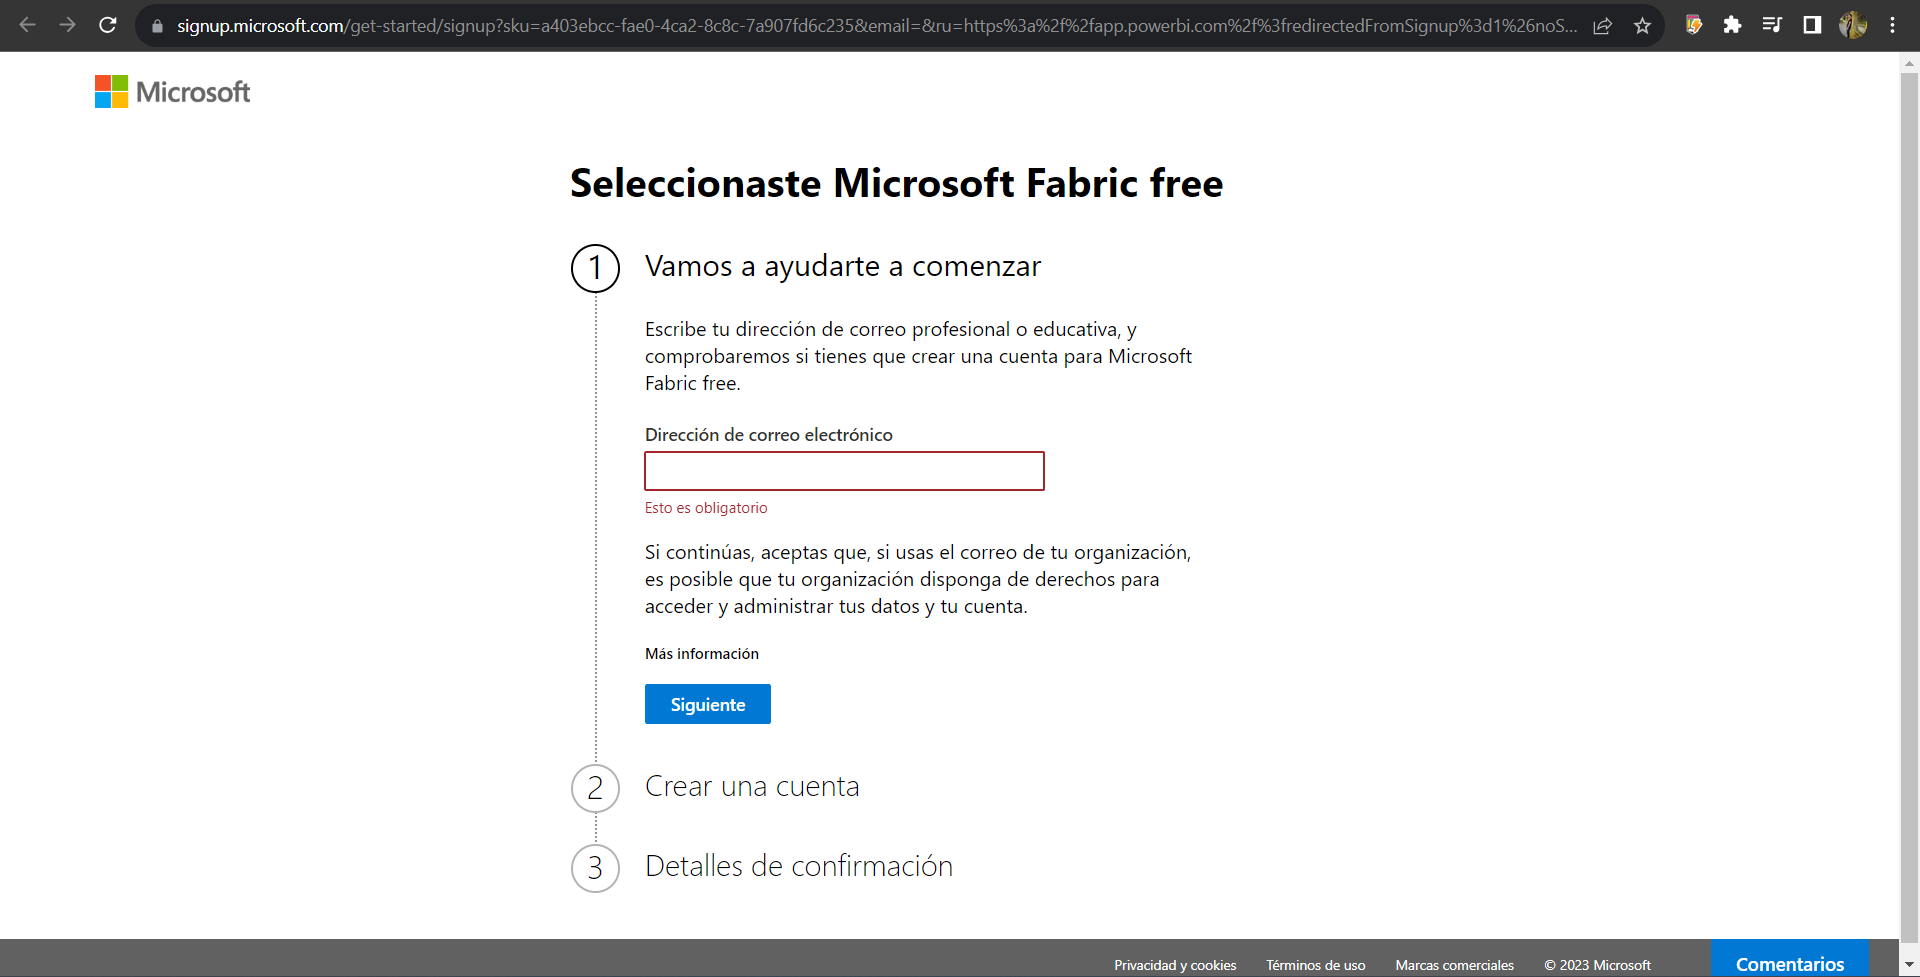 signup.microsoft.com/get-started/signup?sku=a403ebcc-fae0-4ca2-8c8c-7a907fd6c235&email=&ru=https%3a%2f%2fapp.powerbi.com%2f%3fredirectedFromSignup%3d1%26noS...
Microsoft
Seleccionaste Microsoft Fabric free
1 Vamos a ayudarte a comenzar
Escribe tu dirección de correo profesional o educativa, y
comprobaremos si tienes que crear una cuenta para Microsoft
Fabric free.
Dirección de correo electrónico
Esto es obligatorio
Si continúas, aceptas que, si usas el correo de tu organización,
es posible que tu organización disponga de derechos para
acceder y administrar tus datos y tu cuenta.
Más información
Siguiente
2 Crear una cuenta
3 Detalles de confirmación
Privacidad y cookies Términos de uso Marcas comerciales © 2023 Microsoft Comentarios